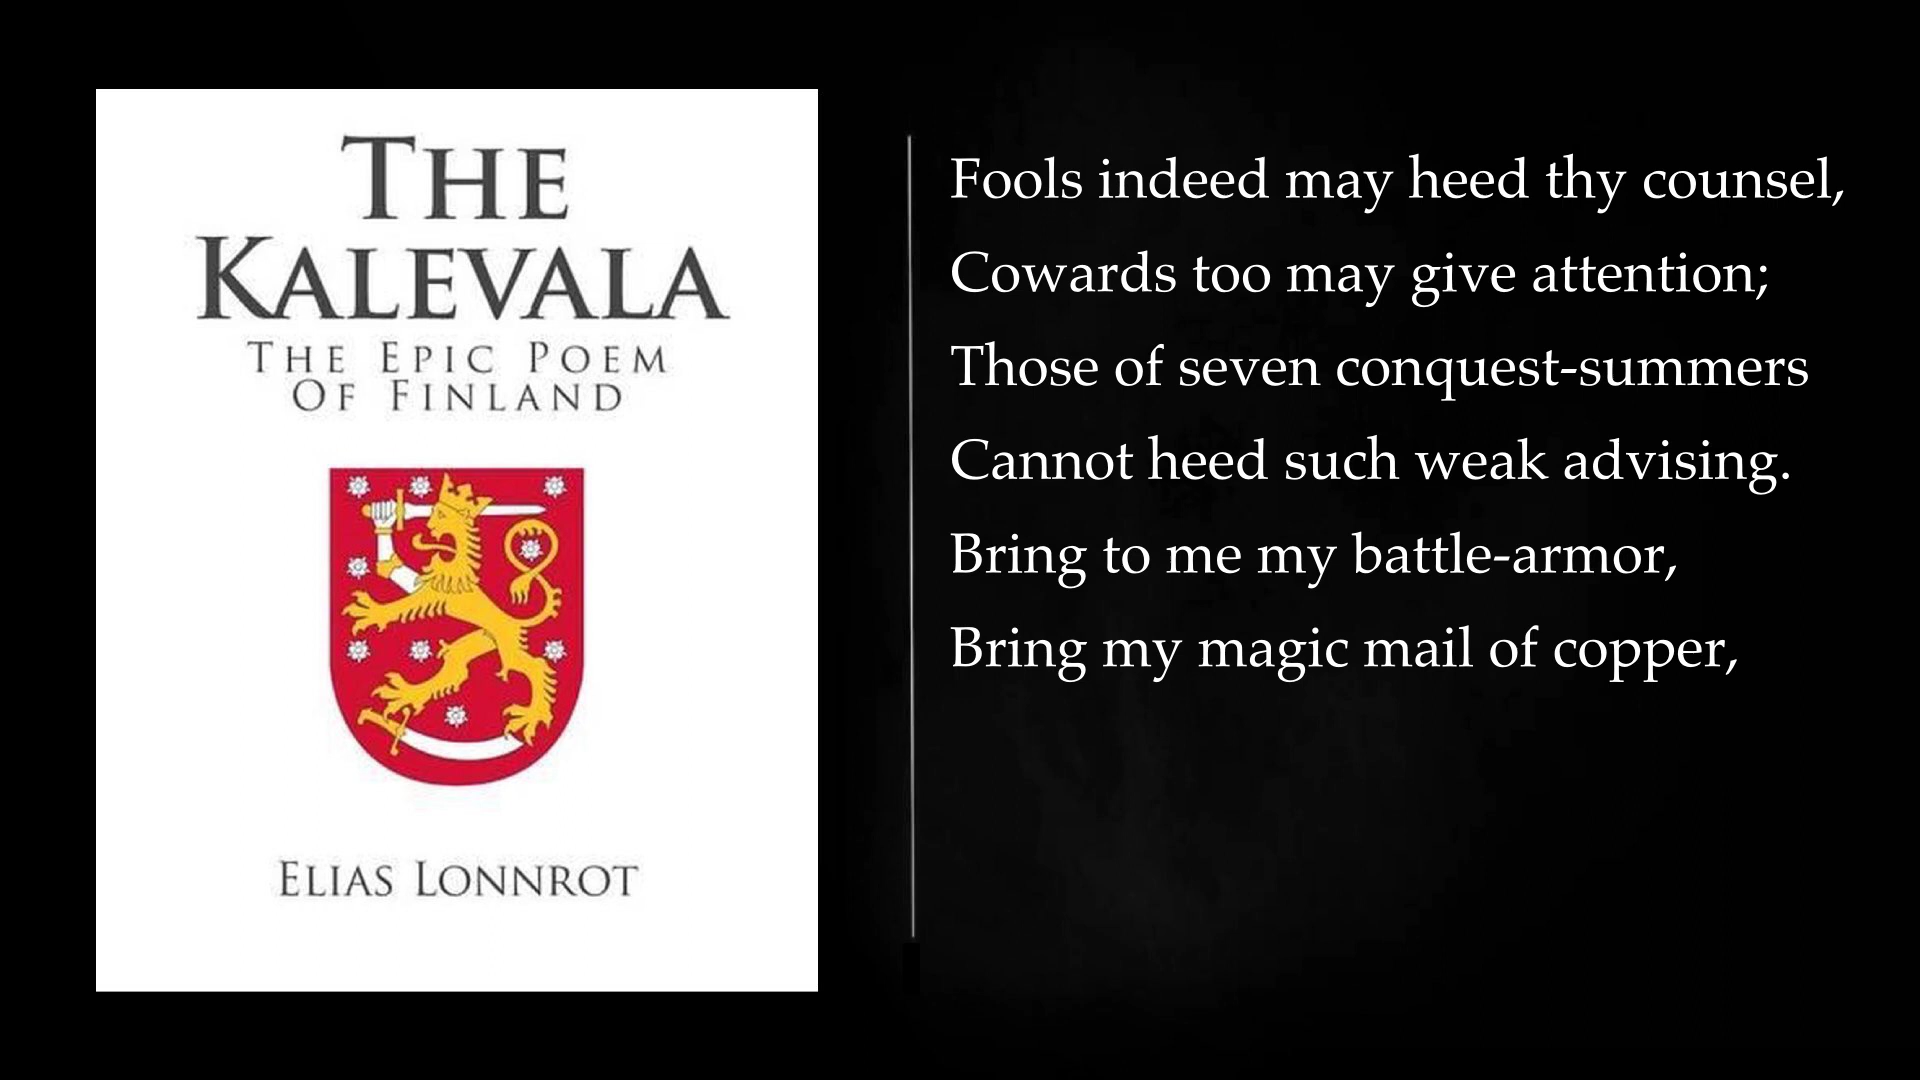 THE
KALEVALA
THE EPIC POEM
OF FINLAND
ELIAS LONNROT
Fools indeed may heed thy counsel,
Cowards too may give attention;
Those of seven conquest-summers
Cannot heed such weak advising.
Bring to me my battle-armor,
Bring my magic mail of copper,